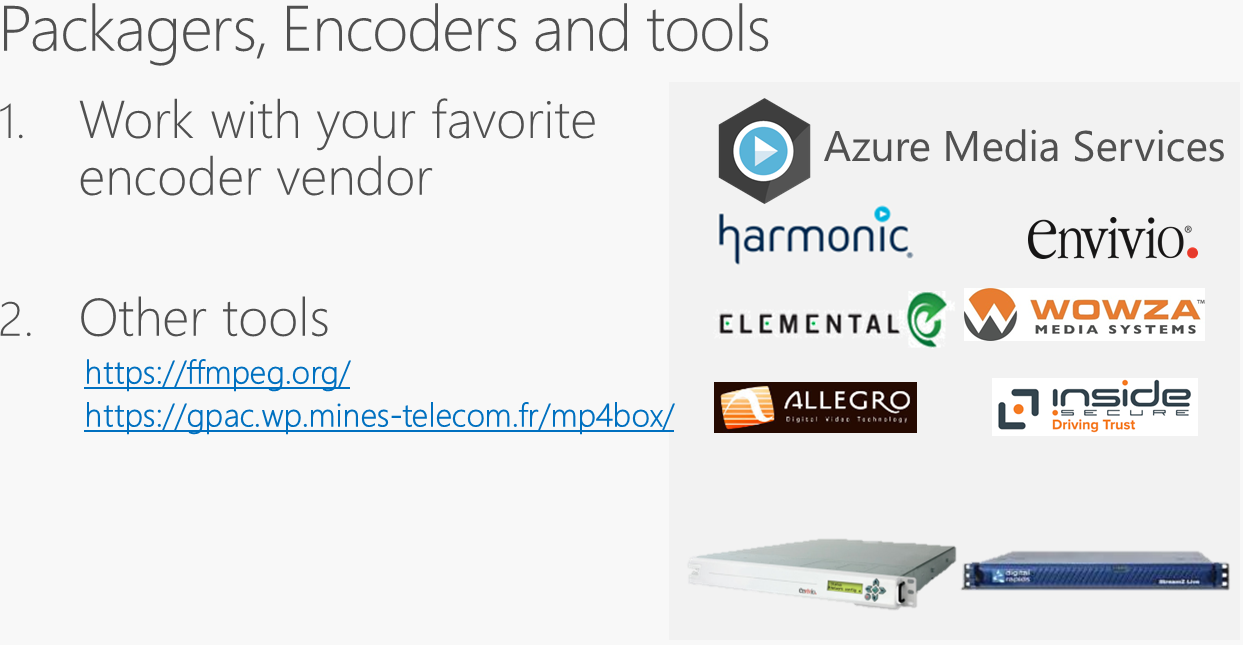 Packagers, Encoders and tools
1. Work with your favorite
encoder vendor
2. Other tools
https://ffmpeg.org/
https://gpac.wp.mines-telecom.fr/mp4box/
Azure Media Services
harmonic®
envivio®
ELEMENTAL
WOWZA™
MEDIA SYSTEMS
ALLEGRO
Digital Video Technology
inside
SECURE
Driving Trust
digital
rapids
Stream2 Live